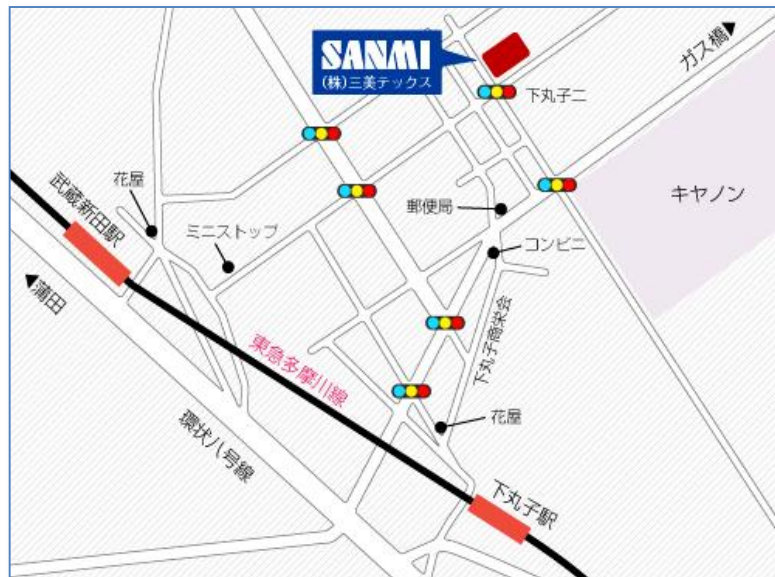 SANMI
(株)三美テックス
ガス橋
下丸子二
キヤノン
郵便局
コンビニ
花屋
ミニストップ
武蔵新田駅
蒲田
東急多摩川線
下丸子商栄会
環状八号線
花屋
下丸子駅